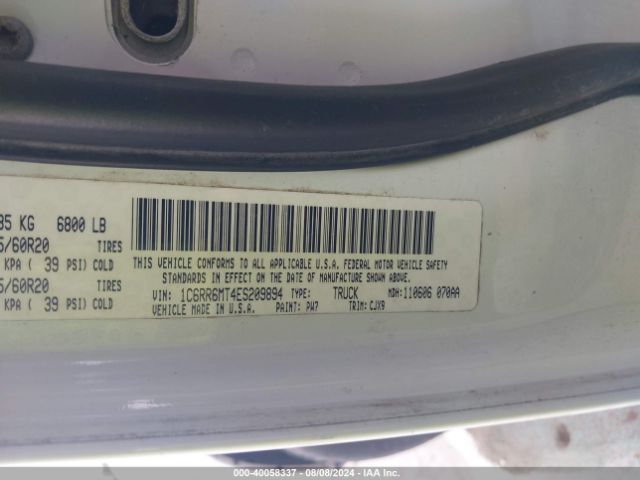 85 KG 6800 LB
5/60R20 TIRES
KPA ( 39 PSI) COLD
5/60R20 TIRES
KPA ( 39 PSI) COLD
THIS VEHICLE CONFORMS TO ALL APPLICABLE U.S.A. FEDERAL MOTOR VEHICLE SAFETY
STANDARDS IN EFFECT ON THE DATE OF MANUFACTURE SHOWN ABOVE
VIN: 1C6RR6MT4ES209894 TYPE: TRUCK MDH: 110606 070AA
VEHICLE MADE IN U.S.A. PAINT: PW7 TRIM: CJX9
000-40058337 - 08/08/2024 - IAA Inc.